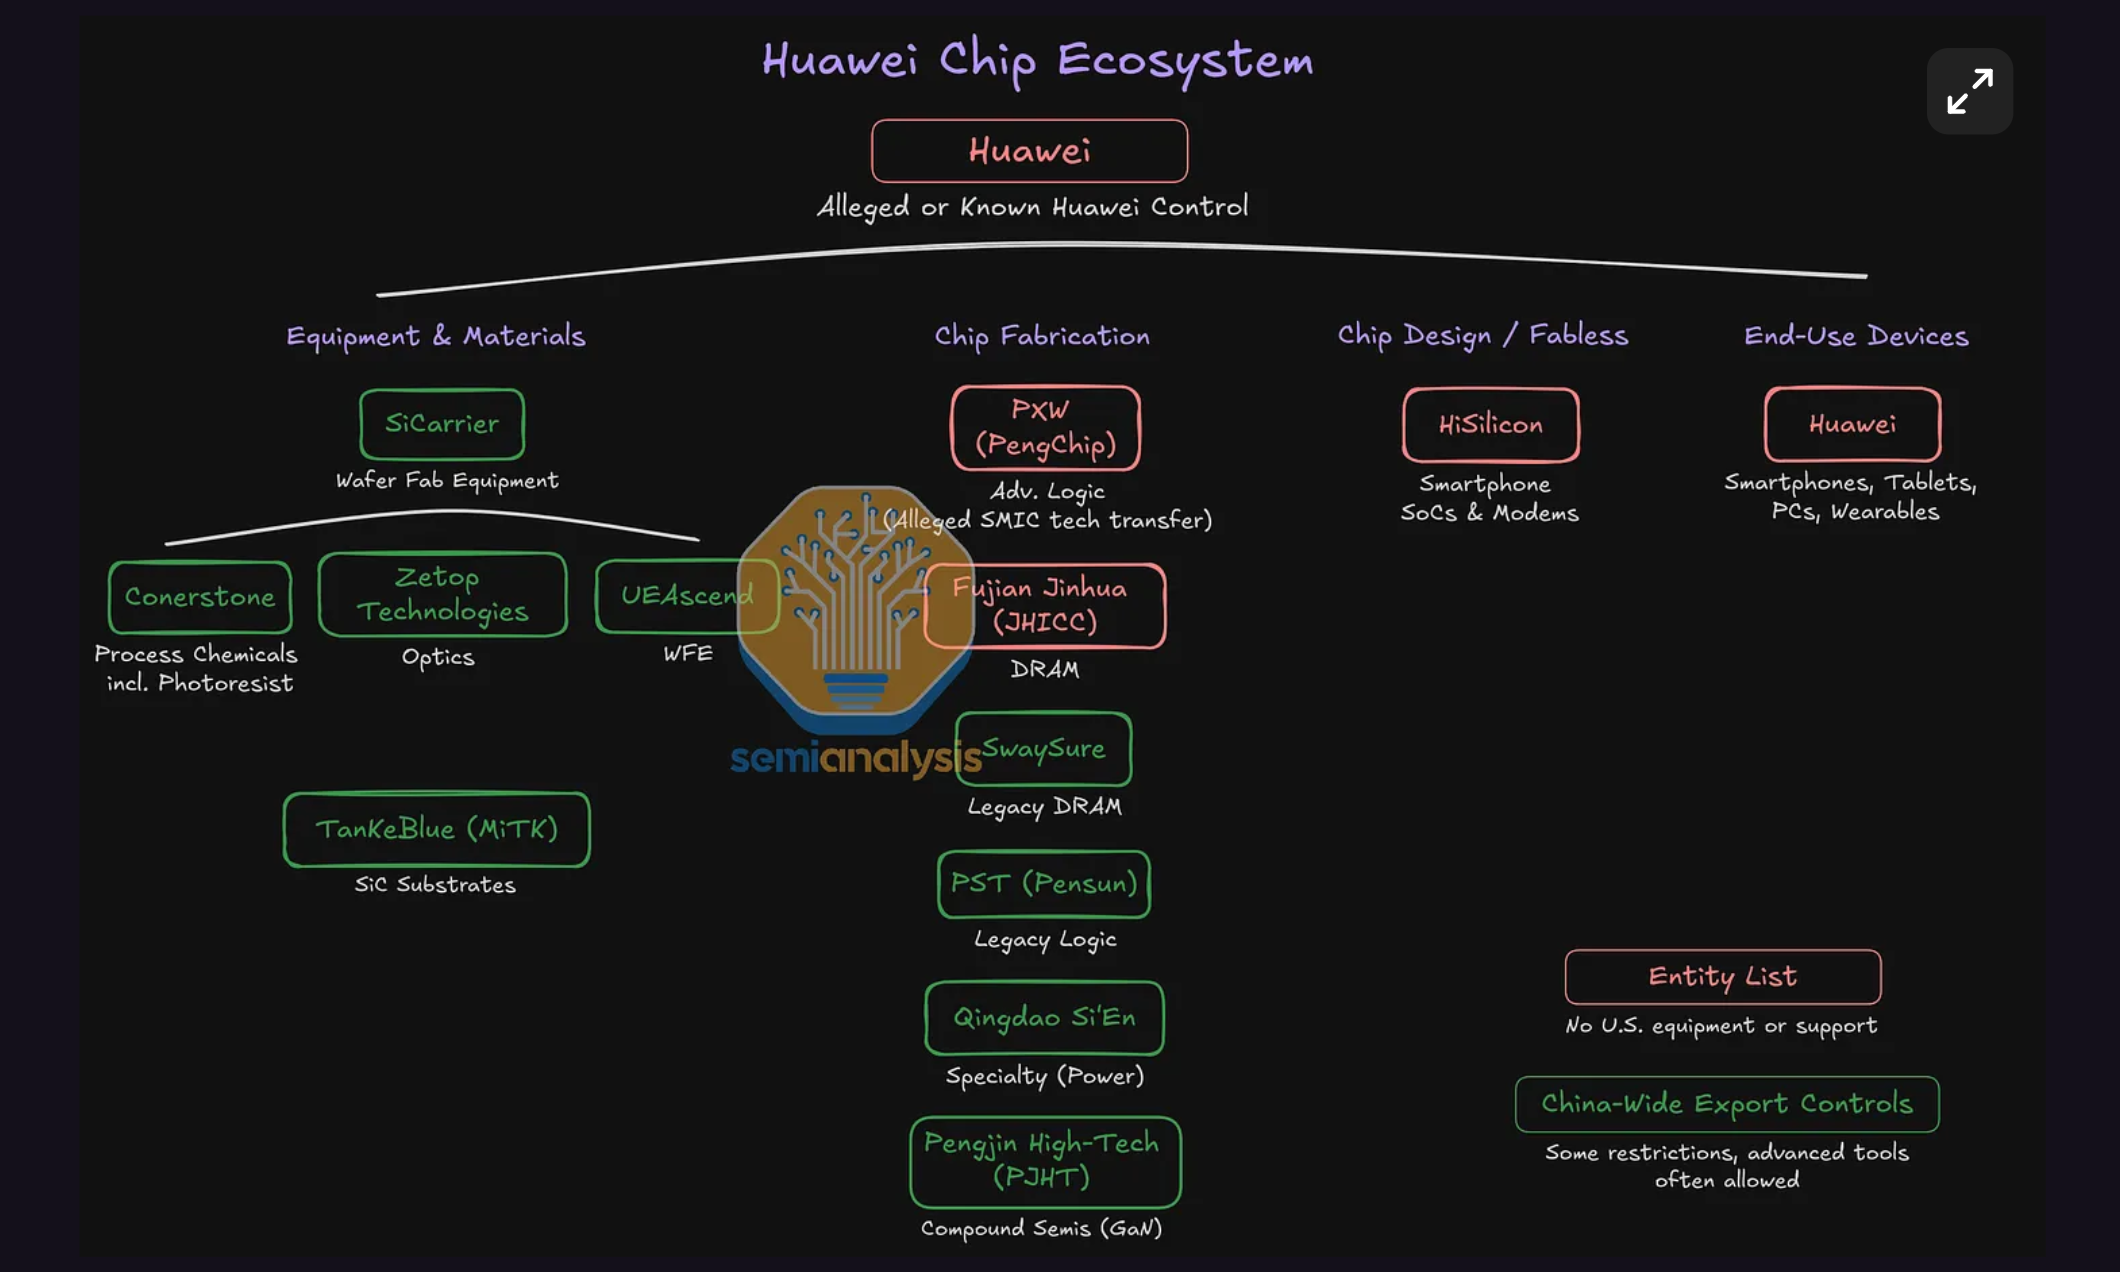 Huawei Chip Ecosystem
Huawei
Alleged or Known Huawei Control
Equipment & Materials
SiCarrier
Wafer Fab Equipment
Conerstone
Process Chemicals
incl. Photoresist
Zetop
Technologies
Optics
UEAscend
WFE
TanKeBlue (MiTK)
SiC Substrates
Chip Fabrication
PXW
(PengChip)
Adv. Logic
(Alleged SMIC tech transfer)
Fujian Jinhua
(JHICC)
DRAM
SwaySure
Legacy DRAM
PST (Pensun)
Legacy Logic
Qingdao Si'En
Specialty (Power)
Pengjin High-Tech
(PJHT)
Compound Semis (GaN)
Chip Design / Fabless
HiSilicon
Smartphone
SoCs & Modems
End-Use Devices
Huawei
Smartphones, Tablets,
PCs, Wearables
semianalysis
Entity List
No U.S. equipment or support
China-Wide Export Controls
Some restrictions, advanced tools
often allowed